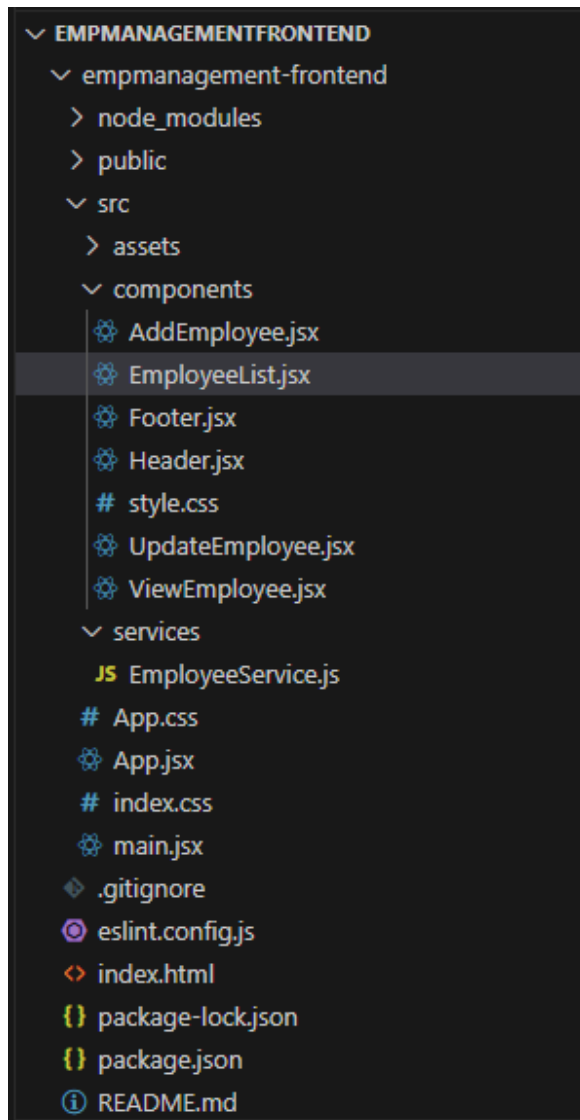 EMPMANAGEMENTFRONTEND
empmanagement-frontend
node_modules
public
src
assets
components
AddEmployee.jsx
EmployeeList.jsx
Footer.jsx
Header.jsx
# style.css
UpdateEmployee.jsx
ViewEmployee.jsx
services
JS EmployeeService.js
# App.css
App.jsx
# index.css
main.jsx
.gitignore
eslint.config.js
<> index.html
{} package-lock.json
{} package.json
README.md